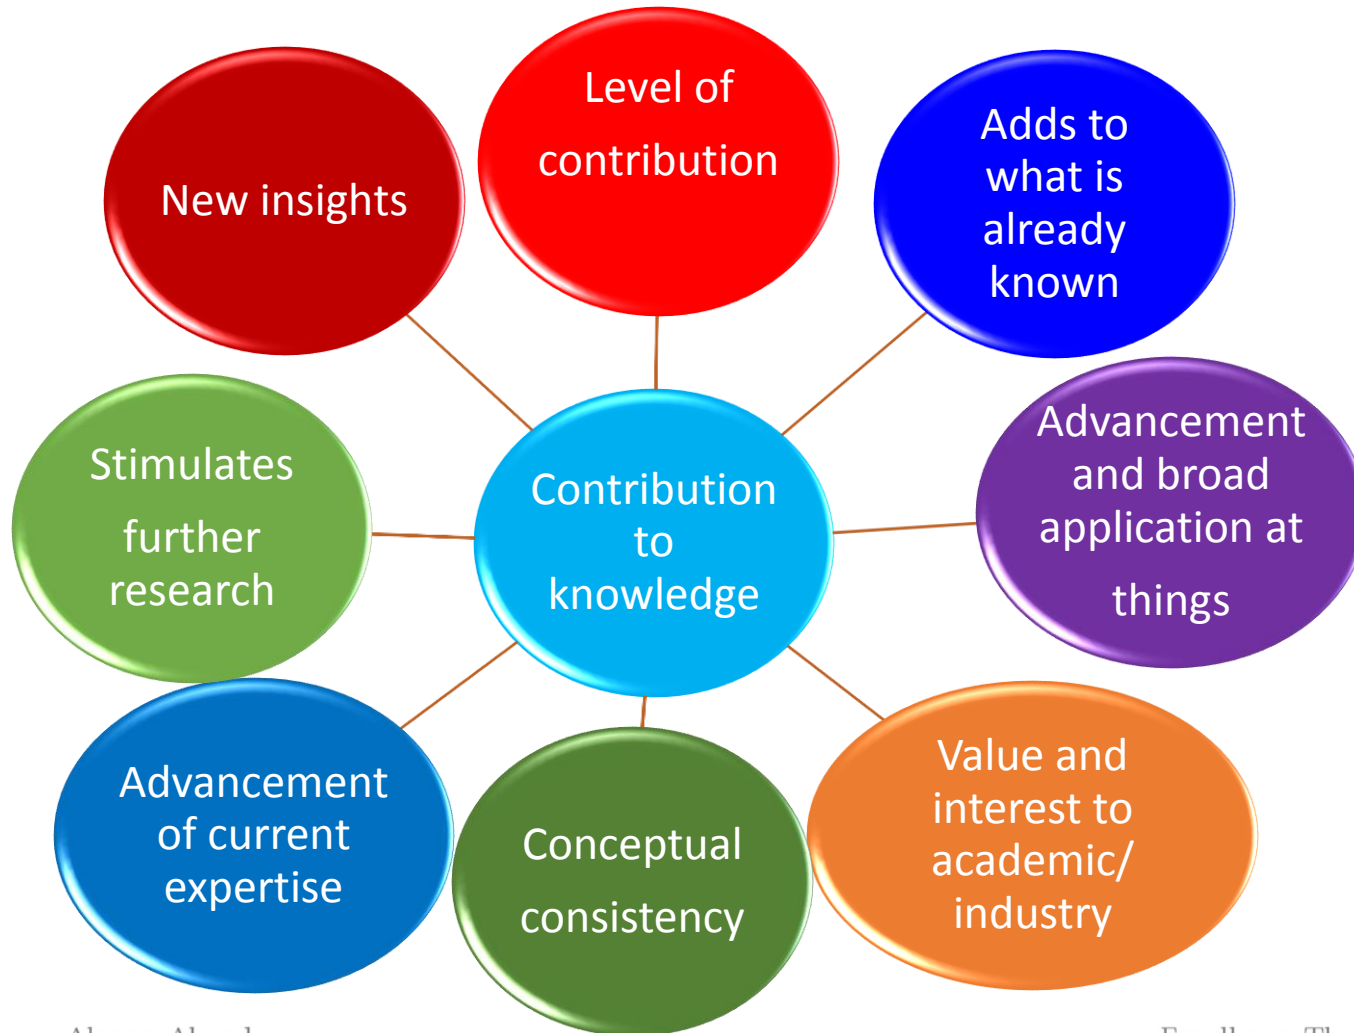 Level of
contribution
New insights
Adds to
what is
already
known
Stimulates
further
research
Contribution
to
knowledge
Advancement
and broad
application at
things
Advancement
of current
expertise
Conceptual
consistency
Value and
interest to
academic/
industry